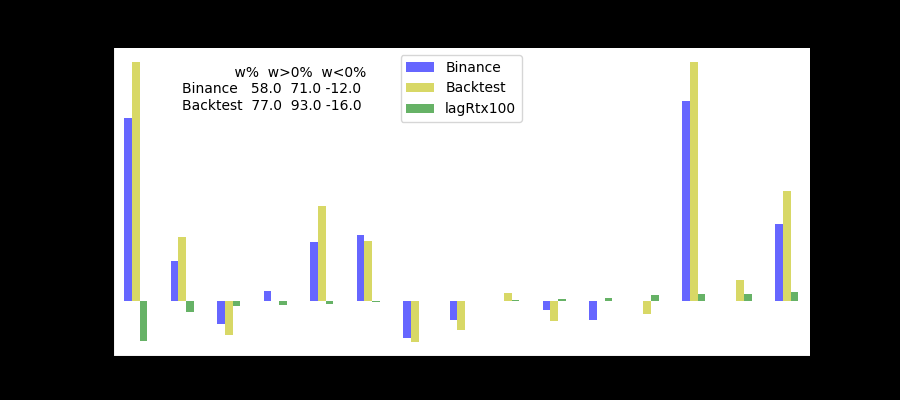 w%  w>0%  w<0%
Binance   58.0  71.0 -12.0
Backtest  77.0  93.0 -16.0
Binance
Backtest
lagRtx100